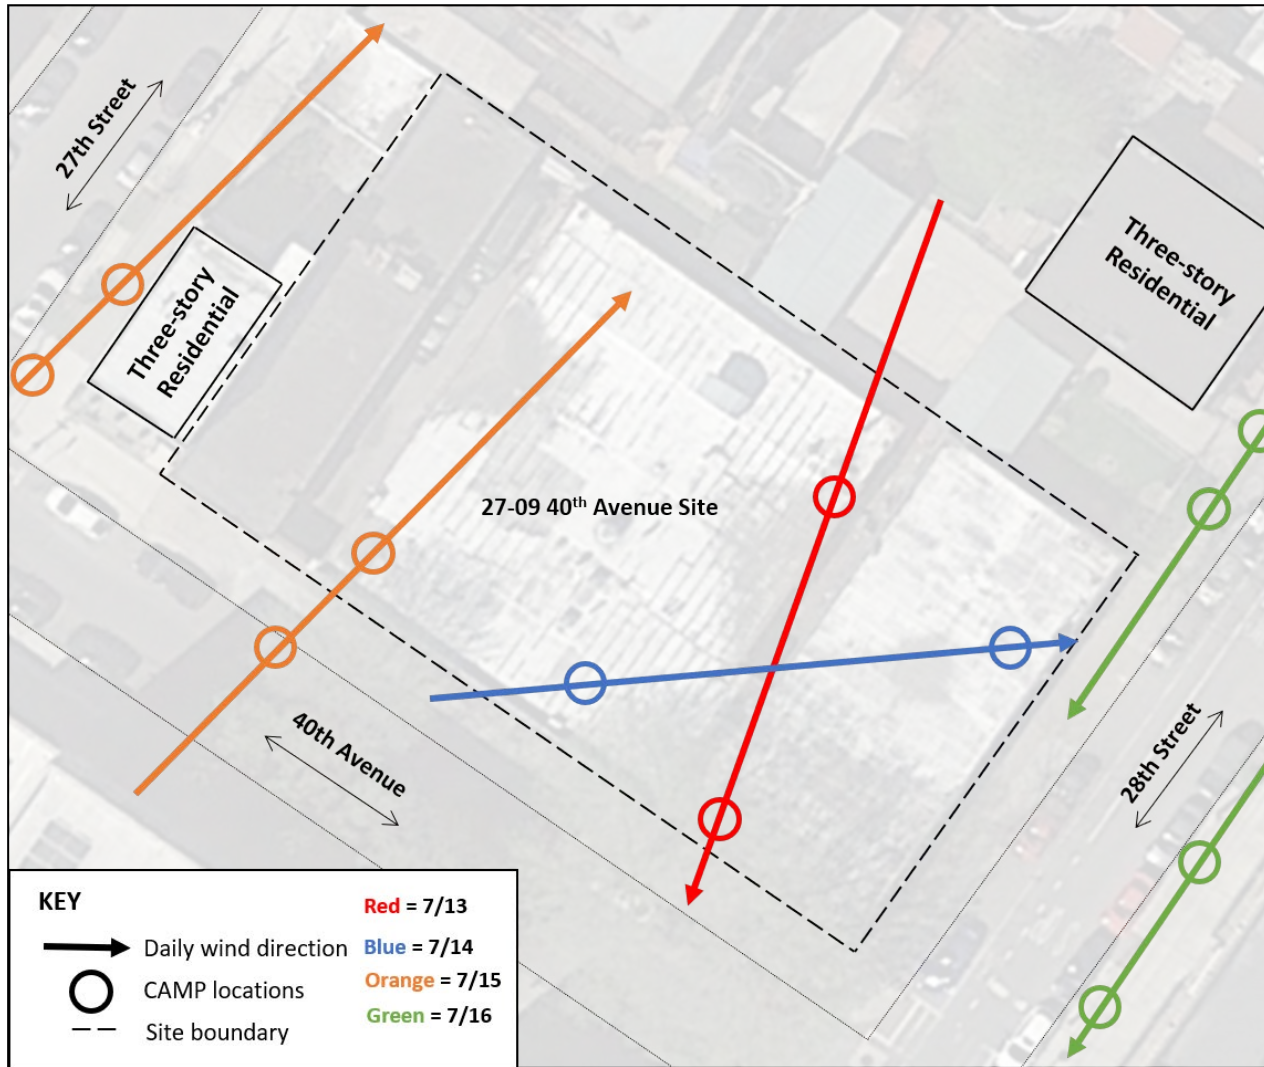 27th Street
Three-story
Residential
Three-story
Residential
27-09 40th Avenue Site
40th Avenue
28th Street
KEY
Daily wind direction
CAMP locations
Site boundary
Red = 7/13
Blue = 7/14
Orange = 7/15
Green = 7/16